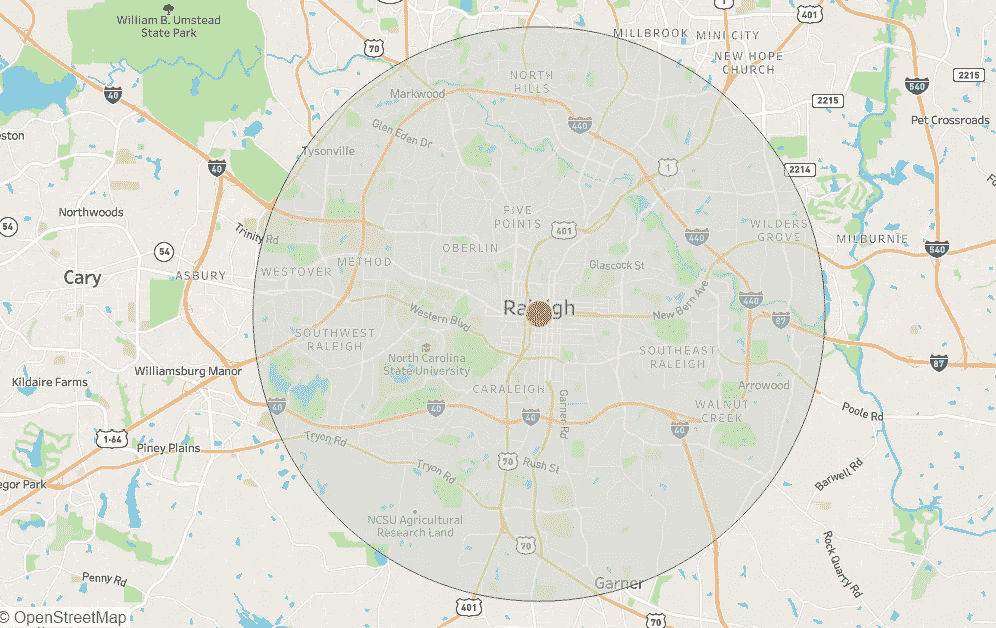 William B. Umstead
State Park
70
1
401
MILLBROOK
MINI CITY
NEW HOPE
CHURCH
2215
540
40
NORTH
HILLS
Markwood
2215
Pet Crossroads
Glen Eden Dr
440
Tysonville
40
1
2214
Northwoods
FIVE
POINTS
54
Trinity Rd
401
WILDERS
GROVE
440
MILBURNIE
540
54
OBERLIN
METHOD
Glascock St
Cary
ASBURY
WESTOVER
New Bern Ave
440
87
Raleigh
Western Blvd
SOUTHWEST
RALEIGH
North Carolina
State University
SOUTHEAST
RALEIGH
87
Kildaire Farms
Williamsburg Manor
CARALEIGH
Garner Rd
Arrowood
40
40
40
40
WALNUT
CREEK
Poole Rd
1-64
Piney Plains
Tryon Rd
Tryon Rd
70
Rush St
Barwell Rd
egor Park
NCSU Agricultural
Research Land
70
Rock Quarry Rd
Penny Rd
Garner
401
70
© OpenStreetMap